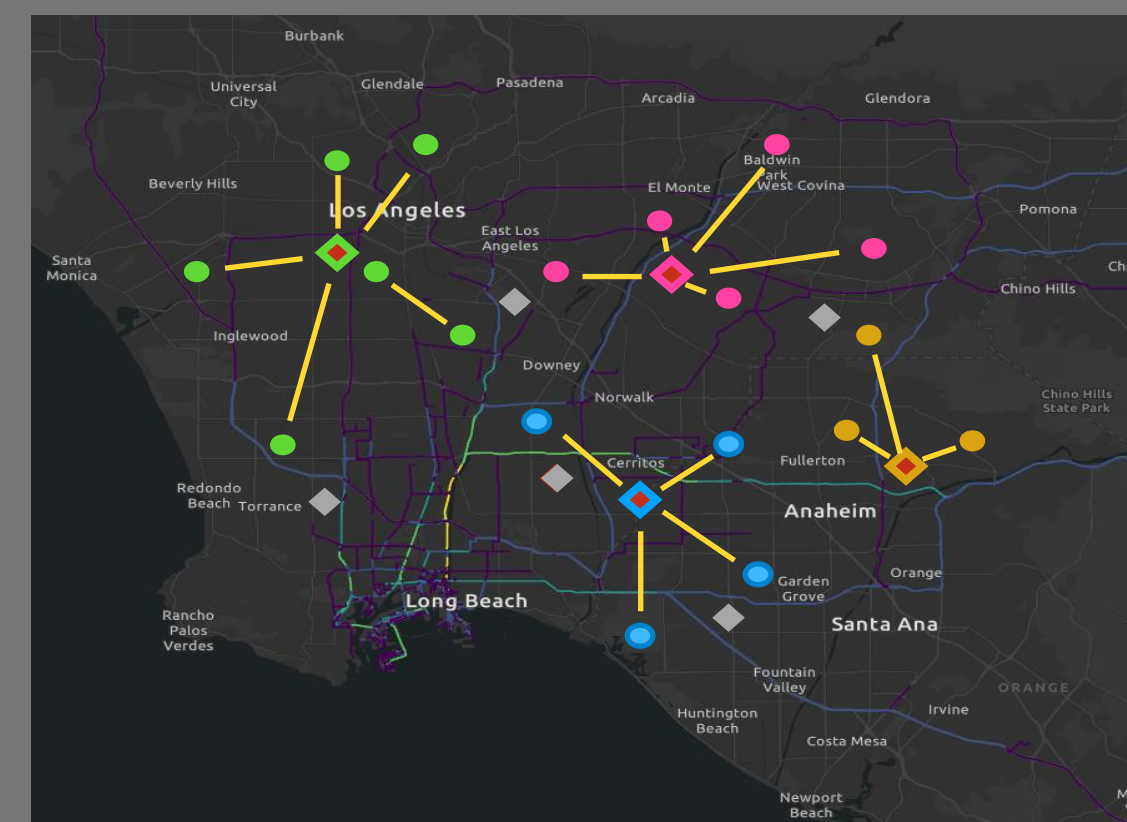 Burbank
Glendale
Pasadena
Universal
City
Arcadia
Glendora
Baldwin
Park
Beverly Hills
El Monte
West Covina
Los Angeles
Pomona
East Los
Angeles
Santa
Monica
Chino Hills
Inglewood
Downey
Norwalk
Chino Hills
State Park
Cerritos
Fullerton
Redondo
Beach
Torrance
Anaheim
Orange
Garden
Grove
Long Beach
Rancho
Palos
Verdes
Santa Ana
Fountain
Valley
ORANGE
Huntington
Beach
Irvine
Costa Mesa
Newport
Beach